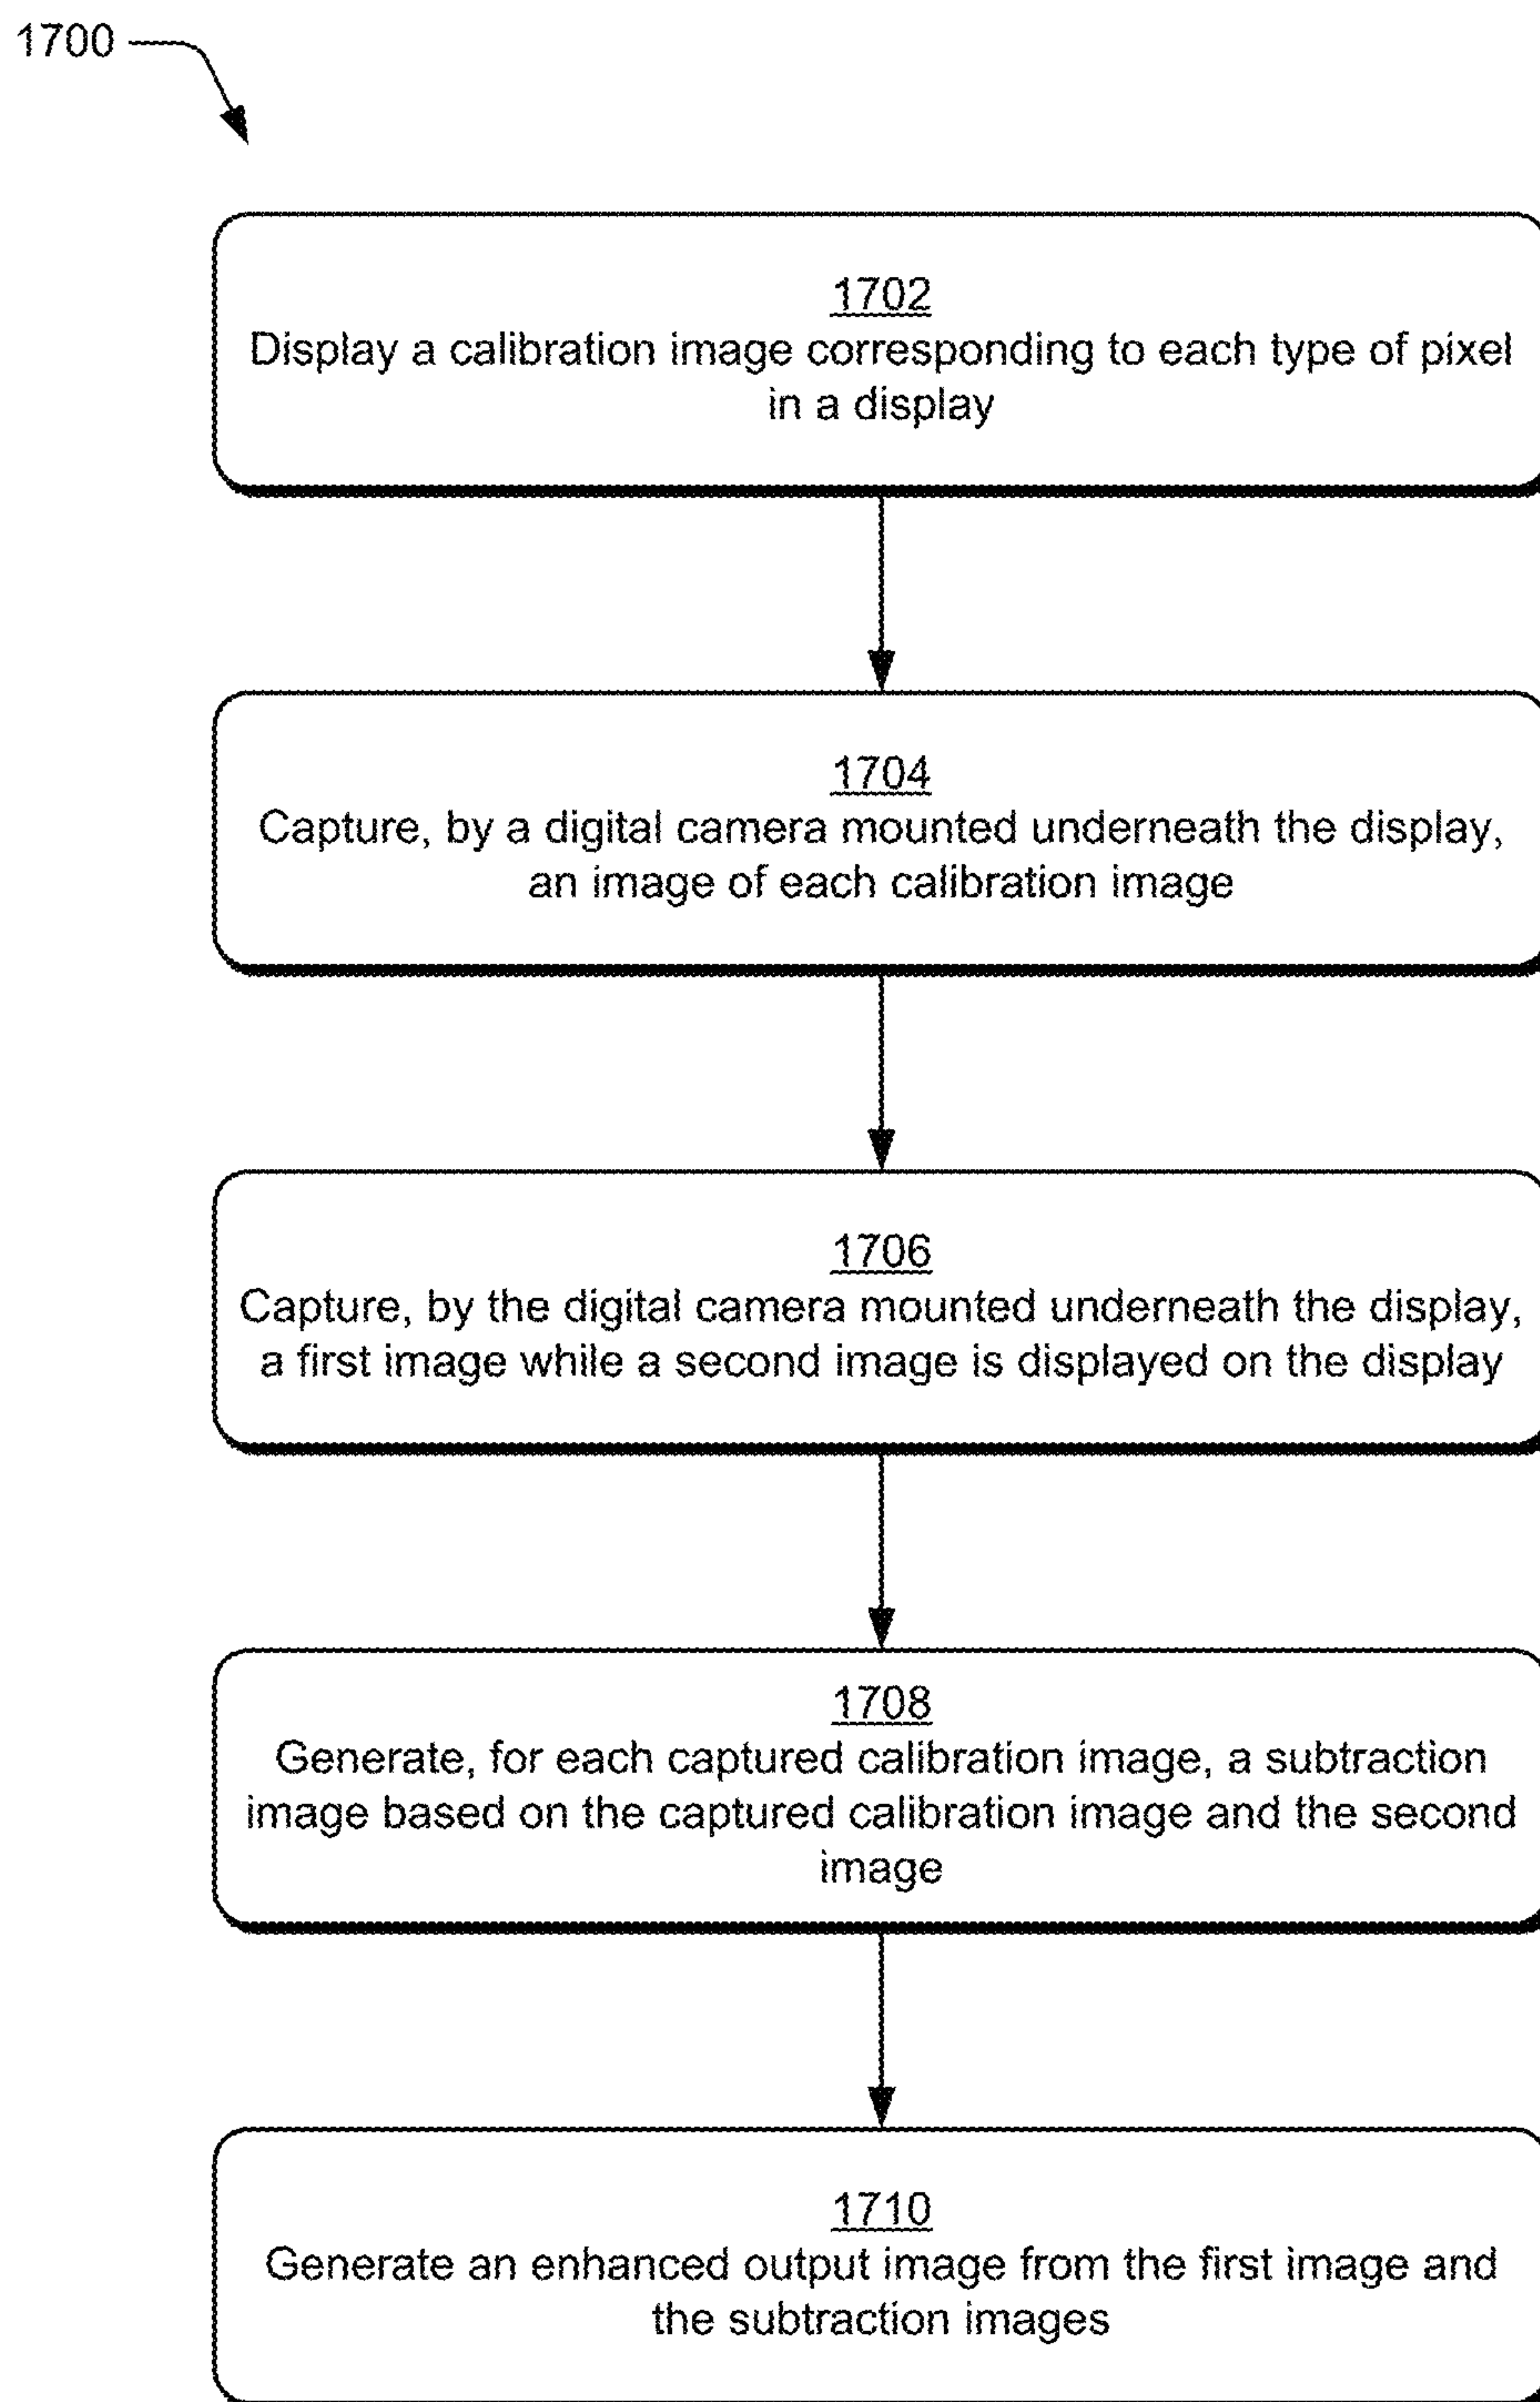 1700
1702
Display a calibration image corresponding to each type of pixel
in a display
1704
Capture, by a digital camera mounted underneath the display,
an image of each calibration image
1706
Capture, by the digital camera mounted underneath the display,
a first image while a second image is displayed on the display
1708
Generate, for each captured calibration image, a subtraction
image based on the captured calibration image and the second
image
1710
Generate an enhanced output image from the first image and
the subtraction images